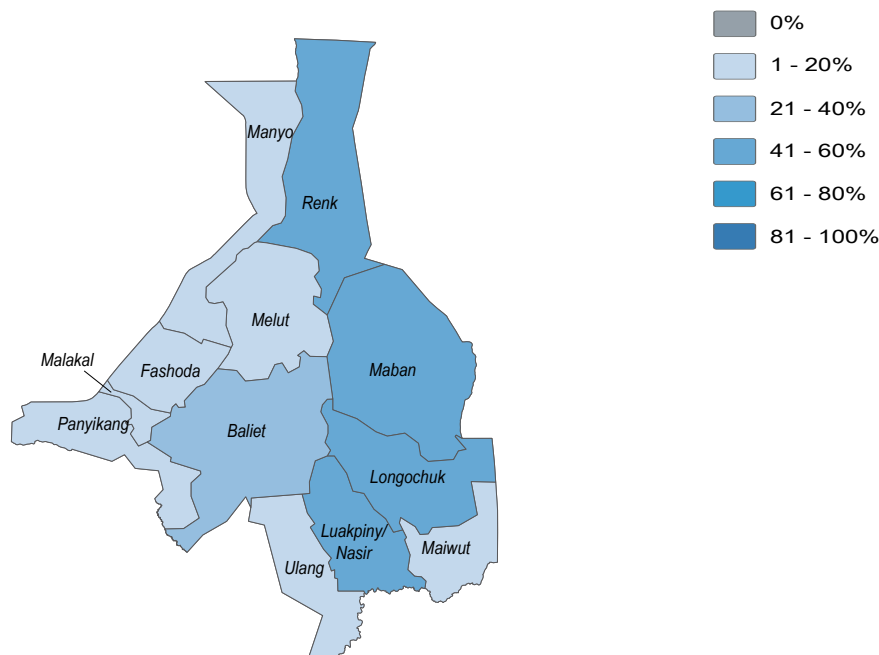 0%
1 - 20%
21 - 40%
41 - 60%
61 - 80%
81 - 100%
Manyo
Renk
Melut
Malakal
Fashoda
Maban
Panyikang
Baliet
Longochuk
Luakpiny/
Nasir
Maiwut
Ulang